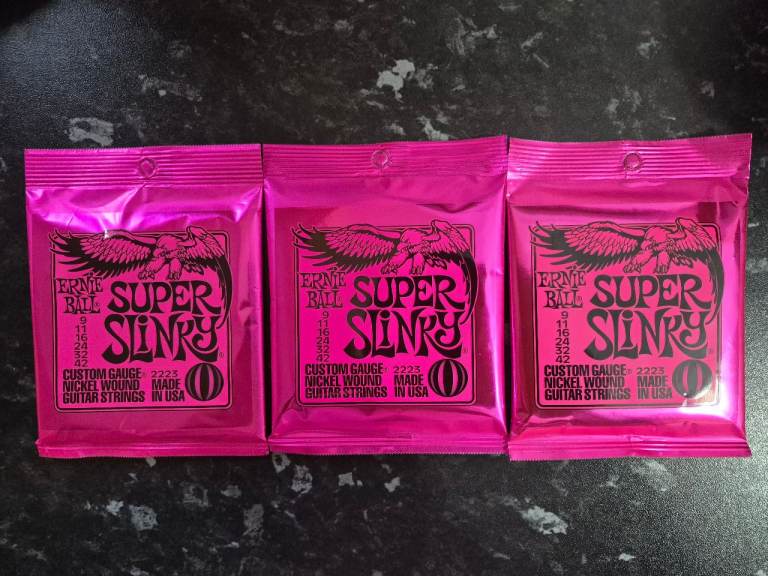 ERNIE
BALL®
SUPER
SLINKY®
9
11
16
24
32
42
CUSTOM GAUGE®
NICKEL WOUND
GUITAR STRINGS
2223
MADE
IN USA
ERNIE
BALL®
SUPER
SLINKY®
9
11
16
24
32
42
CUSTOM GAUGE®
NICKEL WOUND
GUITAR STRINGS
2223
MADE
IN USA
ERNIE
BALL®
SUPER
SLINKY®
9
11
16
24
32
42
CUSTOM GAUGE®
NICKEL WOUND
GUITAR STRINGS
2223
MADE
IN USA